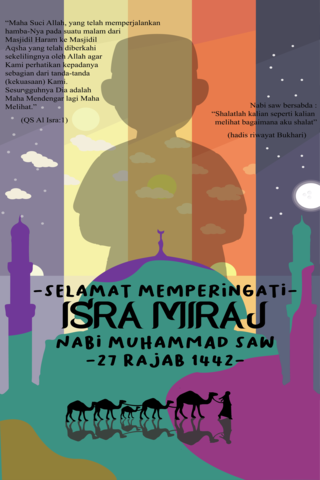 “Maha Suci Allah, yang telah memperjalankan
hamba-Nya pada suatu malam dari
Masjidil Haram ke Masjidil
Aqsha yang telah diberkahi
sekelilingnya oleh Allah agar
Kami perhatikan kepadanya
sebagian dari tanda-tanda
(kekuasaan) Kami.
Sesungguhnya Dia adalah
Maha Mendengar lagi Maha
Melihat.”
(QS Al Isra:1)
Nabi saw bersabda :
“Shalatlah kalian seperti kalian
melihat bagaimana aku shalat”
(hadis riwayat Bukhari)
-SELAMAT MEMPERiNGATi-
ISRA MIRAJ
NABi MUHAMMAD SAW
-27 RAJAB 1442-